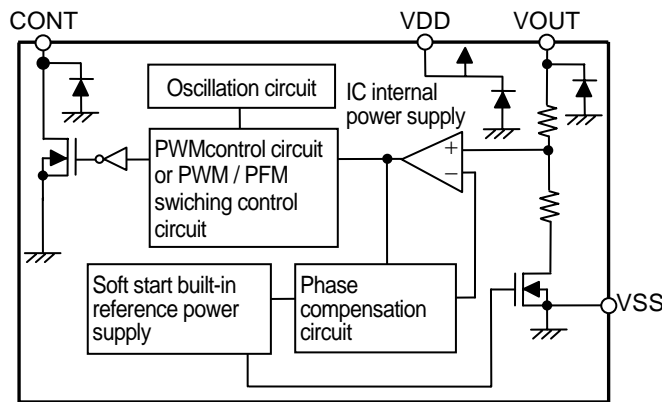 CONT
VDD
VOUT
Oscillation circuit
IC internal
power supply
PWMcontrol circuit
or PWM / PFM
swiching control
circuit
+
−
Soft start built-in
reference power
supply
Phase
compensation
circuit
VSS